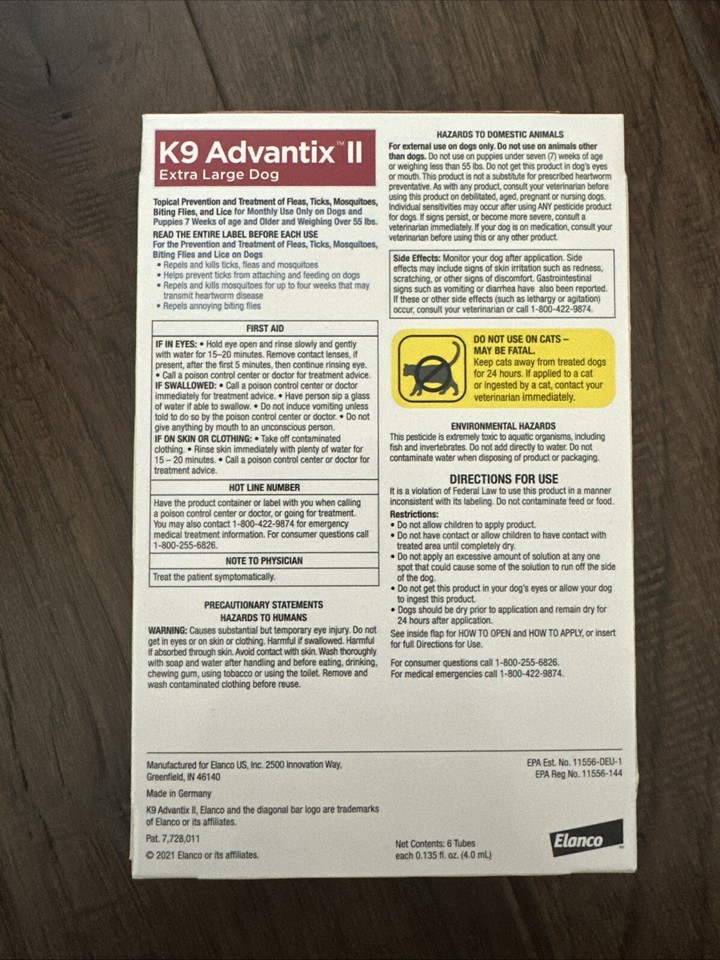 K9 Advantix™ II
Extra Large Dog
Topical Prevention and Treatment of Fleas, Ticks, Mosquitoes,
Biting Flies, and Lice for Monthly Use Only on Dogs and
Puppies 7 Weeks of age and Older and Weighing Over 55 lbs.
READ THE ENTIRE LABEL BEFORE EACH USE
For the Prevention and Treatment of Fleas, Ticks, Mosquitoes,
Biting Flies and Lice on Dogs
• Repels and kills ticks, fleas and mosquitoes
• Helps prevent ticks from attaching and feeding on dogs
• Repels and kills mosquitoes for up to four weeks that may
transmit heartworm disease
• Repels annoying biting flies
FIRST AID
IF IN EYES: • Hold eye open and rinse slowly and gently
with water for 15–20 minutes. Remove contact lenses, if
present, after the first 5 minutes, then continue rinsing eye.
• Call a poison control center or doctor for treatment advice.
IF SWALLOWED: • Call a poison control center or doctor
immediately for treatment advice. • Have person sip a glass
of water if able to swallow. • Do not induce vomiting unless
told to do so by the poison control center or doctor. • Do not
give anything by mouth to an unconscious person.
IF ON SKIN OR CLOTHING: • Take off contaminated
clothing. • Rinse skin immediately with plenty of water for
15 – 20 minutes. • Call a poison control center or doctor for
treatment advice.
HOT LINE NUMBER
Have the product container or label with you when calling
a poison control center or doctor, or going for treatment.
You may also contact 1-800-422-9874 for emergency
medical treatment information. For consumer questions call
1-800-255-6826.
NOTE TO PHYSICIAN
Treat the patient symptomatically.
PRECAUTIONARY STATEMENTS
HAZARDS TO HUMANS
WARNING: Causes substantial but temporary eye injury. Do not
get in eyes or on skin or clothing. Harmful if swallowed. Harmful
if absorbed through skin. Avoid contact with skin. Wash thoroughly
with soap and water after handling and before eating, drinking,
chewing gum, using tobacco or using the toilet. Remove and
wash contaminated clothing before reuse.
HAZARDS TO DOMESTIC ANIMALS
For external use on dogs only. Do not use on animals other
than dogs. Do not use on puppies under seven (7) weeks of age
or weighing less than 55 lbs. Do not get this product in dog's eyes
or mouth. This product is not a substitute for prescribed heartworm
preventative. As with any product, consult your veterinarian before
using this product on debilitated, aged, pregnant or nursing dogs.
Individual sensitivities may occur after using ANY pesticide product
for dogs. If signs persist, or become more severe, consult a
veterinarian immediately. If your dog is on medication, consult your
veterinarian before using this or any other product.
Side Effects: Monitor your dog after application. Side
effects may include signs of skin irritation such as redness,
scratching, or other signs of discomfort. Gastrointestinal
signs such as vomiting or diarrhea have also been reported.
If these or other side effects (such as lethargy or agitation)
occur, consult your veterinarian or call 1-800-422-9874.
DO NOT USE ON CATS –
MAY BE FATAL.
Keep cats away from treated dogs
for 24 hours. If applied to a cat
or ingested by a cat, contact your
veterinarian immediately.
ENVIRONMENTAL HAZARDS
This pesticide is extremely toxic to aquatic organisms, including
fish and invertebrates. Do not add directly to water. Do not
contaminate water when disposing of product or packaging.
DIRECTIONS FOR USE
It is a violation of Federal Law to use this product in a manner
inconsistent with its labeling. Do not contaminate feed or food.
Restrictions:
• Do not allow children to apply product.
• Do not have contact or allow children to have contact with
treated area until completely dry.
• Do not apply an excessive amount of solution at any one
spot that could cause some of the solution to run off the side
of the dog.
• Do not get this product in your dog's eyes or allow your dog
to ingest this product.
• Dogs should be dry prior to application and remain dry for
24 hours after application.
See inside flap for HOW TO OPEN and HOW TO APPLY, or insert
for full Directions for Use.
For consumer questions call 1-800-255-6826.
For medical emergencies call 1-800-422-9874.
Manufactured for Elanco US, Inc. 2500 Innovation Way,
Greenfield, IN 46140
Made in Germany
K9 Advantix II, Elanco and the diagonal bar logo are trademarks
of Elanco or its affiliates.
Pat. 7,728,011
© 2021 Elanco or its affiliates.
EPA Est. No. 11556-DEU-1
EPA Reg No. 11556-144
Net Contents: 6 Tubes
each 0.135 fl. oz. (4.0 mL)
Elanco™